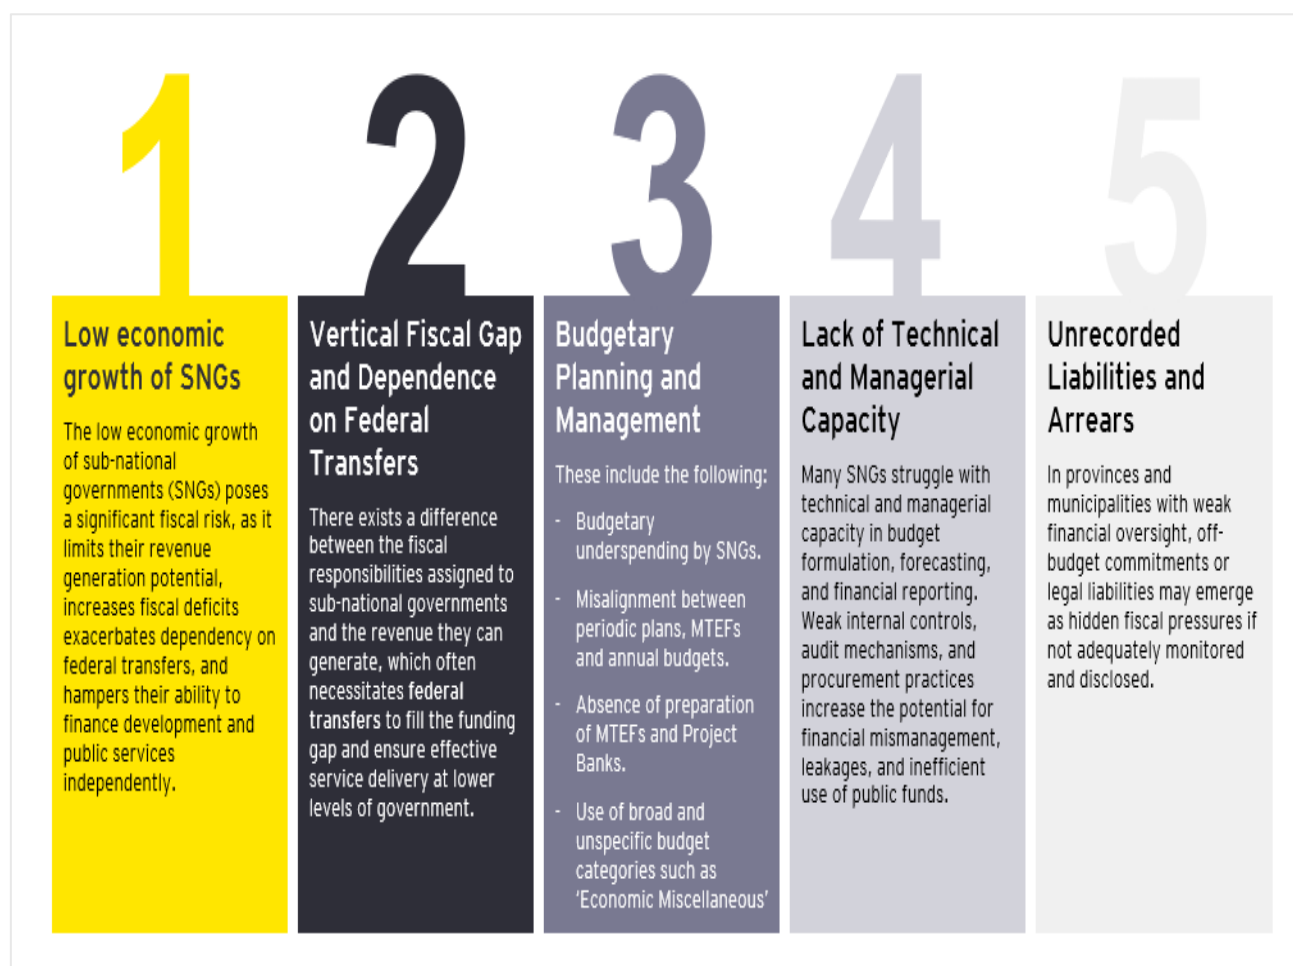 1
Low economic
growth of SNGs
The low economic growth
of sub-national
governments (SNGs) poses
a significant fiscal risk, as it
limits their revenue
generation potential,
increases fiscal deficits
exacerbates dependency on
federal transfers, and
hampers their ability to
finance development and
public services
independently.
2
Vertical Fiscal Gap
and Dependence
on Federal
Transfers
There exists a difference
between the fiscal
responsibilities assigned to
sub-national governments
and the revenue they can
generate, which often
necessitates federal
transfers to fill the funding
gap and ensure effective
service delivery at lower
levels of government.
3
Budgetary
Planning and
Management
These include the following:
- Budgetary
underspending by SNGs.
- Misalignment between
periodic plans, MTEFs
and annual budgets.
- Absence of preparation
of MTEFs and Project
Banks.
- Use of broad and
unspecific budget
categories such as
‘Economic Miscellaneous’
4
Lack of Technical
and Managerial
Capacity
Many SNGs struggle with
technical and managerial
capacity in budget
formulation, forecasting,
and financial reporting.
Weak internal controls,
audit mechanisms, and
procurement practices
increase the potential for
financial mismanagement,
leakages, and inefficient
use of public funds.
5
Unrecorded
Liabilities and
Arrears
In provinces and
municipalities with weak
financial oversight, off-
budget commitments or
legal liabilities may emerge
as hidden fiscal pressures if
not adequately monitored
and disclosed.